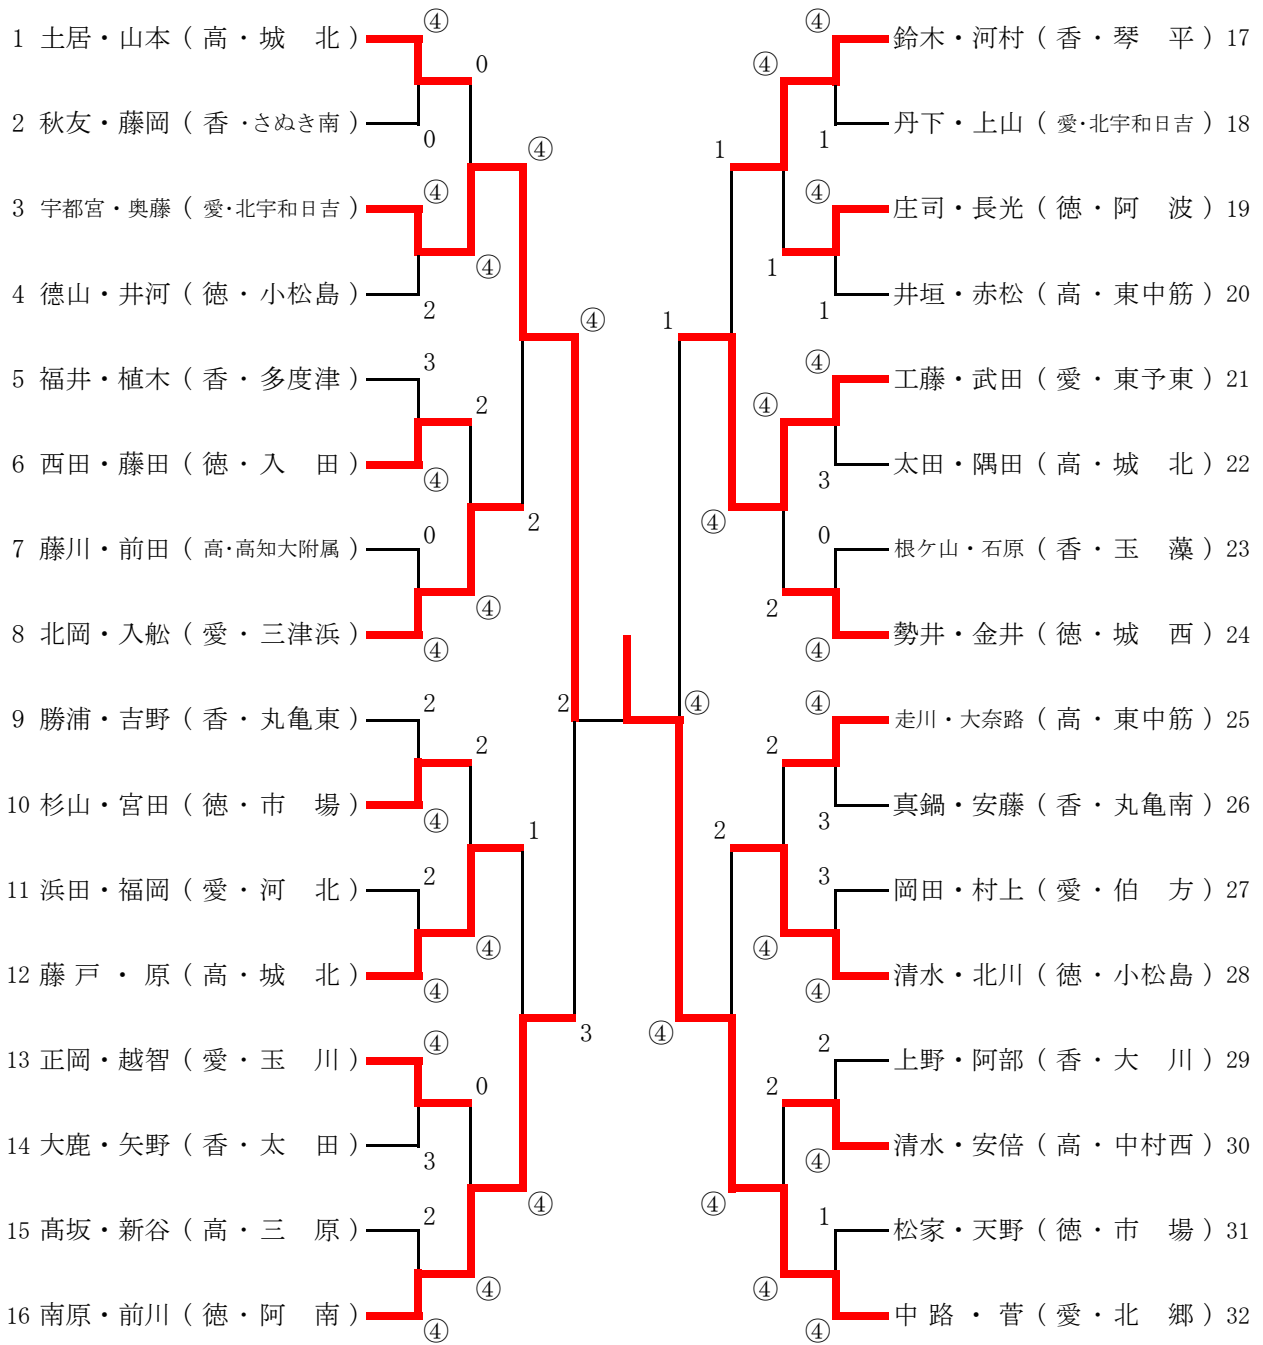 1 土居・山本 ( 高・城　北 )
④
0
2 秋友・藤岡 ( 香・さぬき南 )
0
④
3 宇都宮・奥藤 ( 愛・北宇和日吉 )
④
④
4 德山・井河 ( 徳・小松島 )
2
④
5 福井・植木 ( 香・多度津 )
3
2
6 西田・藤田 ( 徳・入　田 )
④
2
7 藤川・前田 ( 高・高知大附属 )
0
④
8 北岡・入舩 ( 愛・三津浜 )
④
2
9 勝浦・吉野 ( 香・丸亀東 )
2
2
10 杉山・宮田 ( 徳・市　場 )
④
1
11 浜田・福岡 ( 愛・河　北 )
2
④
12 藤戸・原 ( 高・城　北 )
④
3
13 正岡・越智 ( 愛・玉　川 )
④
0
14 大鹿・矢野 ( 香・太　田 )
3
④
15 髙坂・新谷 ( 高・三　原 )
2
④
16 南原・前川 ( 徳・阿　南 )
④
④
鈴木・河村 ( 香・琴　平 ) 17
④
1
丹下・上山 ( 愛・北宇和日吉 ) 18
1
④
庄司・長光 ( 徳・阿　波 ) 19
1
1
井垣・赤松 ( 高・東中筋 ) 20
1
④
工藤・武田 ( 愛・東予東 ) 21
④
3
太田・隅田 ( 高・城　北 ) 22
④
0
根ケ山・石原 ( 香・玉　藻 ) 23
2
④
勢井・金井 ( 徳・城　西 ) 24
④
④
走川・大奈路 ( 高・東中筋 ) 25
2
3
真鍋・安藤 ( 香・丸亀南 ) 26
2
3
岡田・村上 ( 愛・伯　方 ) 27
④
④
清水・北川 ( 徳・小松島 ) 28
④
2
上野・阿部 ( 香・大　川 ) 29
2
④
清水・安倍 ( 高・中村西 ) 30
④
1
松家・天野 ( 徳・市　場 ) 31
④
④
中路・菅 ( 愛・北　郷 ) 32